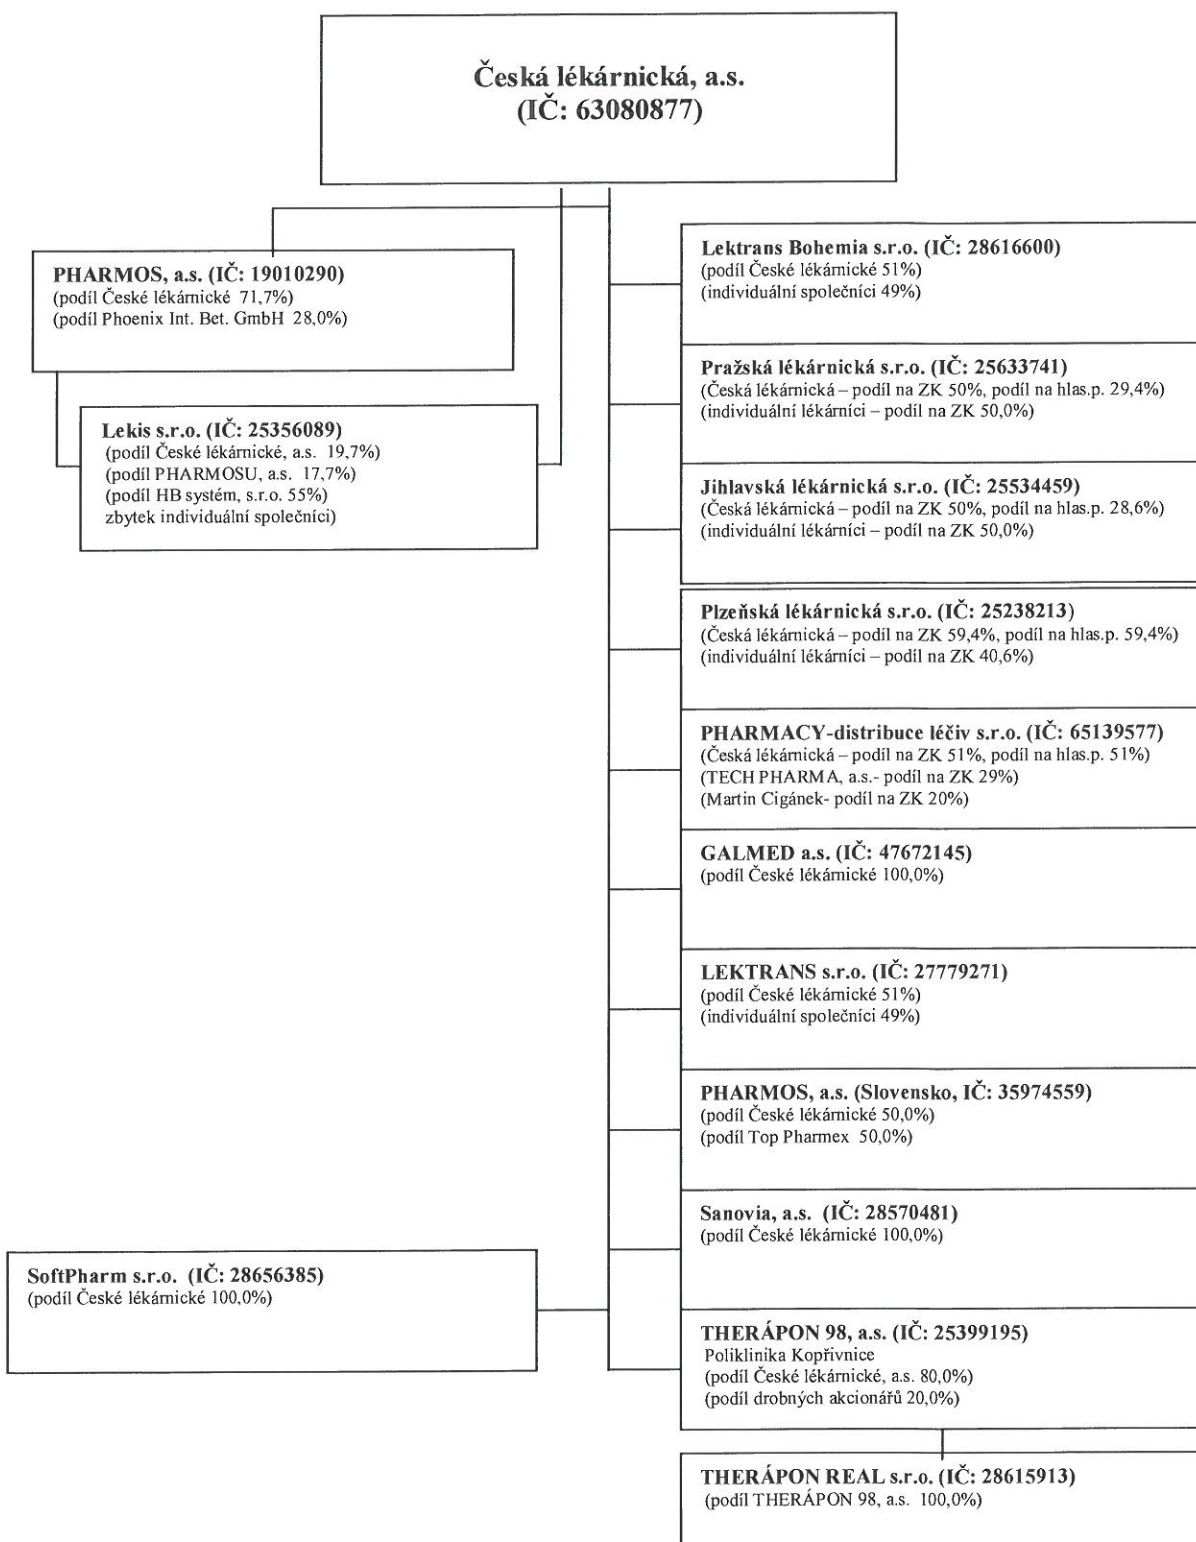 Česká lékárnická, a.s.
(IČ: 63080877)
PHARMOS, a.s. (IČ: 19010290)
(podíl České lékárnické 71,7%)
(podíl Phoenix Int. Bet. GmbH 28,0%)
Lekis s.r.o. (IČ: 25356089)
(podíl České lékárnické, a.s. 19,7%)
(podíl PHARMOSU, a.s. 17,7%)
(podíl HB systém, s.r.o. 55%)
zbytek individuální společníci)
Lektrans Bohemia s.r.o. (IČ: 28616600)
(podíl České lékárnické 51%)
(individuální společníci 49%)
Pražská lékárnická s.r.o. (IČ: 25633741)
(Česká lékárnická – podíl na ZK 50%, podíl na hlas.p. 29,4%)
(individuální lékárníci – podíl na ZK 50,0%)
Jihlavská lékárnická s.r.o. (IČ: 25534459)
(Česká lékárnická – podíl na ZK 50%, podíl na hlas.p. 28,6%)
(individuální lékárníci – podíl na ZK 50,0%)
Plzeňská lékárnická s.r.o. (IČ: 25238213)
(Česká lékárnická – podíl na ZK 59,4%, podíl na hlas.p. 59,4%)
(individuální lékárníci – podíl na ZK 40,6%)
PHARMACY-distribuce léčiv s.r.o. (IČ: 65139577)
(Česká lékárnická – podíl na ZK 51%, podíl na hlas.p. 51%)
(TECH PHARMA, a.s.- podíl na ZK 29%)
(Martin Cigánek- podíl na ZK 20%)
GALMED a.s. (IČ: 47672145)
(podíl České lékárnické 100,0%)
LEKTRANS s.r.o. (IČ: 27779271)
(podíl České lékárnické 51%)
(individuální společníci 49%)
PHARMOS, a.s. (Slovensko, IČ: 35974559)
(podíl České lékárnické 50,0%)
(podíl Top Pharmex 50,0%)
Sanovia, a.s. (IČ: 28570481)
(podíl České lékárnické 100,0%)
SoftPharm s.r.o. (IČ: 28656385)
(podíl České lékárnické 100,0%)
THERÁPON 98, a.s. (IČ: 25399195)
Poliklinika Kopřivnice
(podíl České lékárnické, a.s. 80,0%)
(podíl drobných akcionářů 20,0%)
THERÁPON REAL s.r.o. (IČ: 28615913)
(podíl THERÁPON 98, a.s. 100,0%)